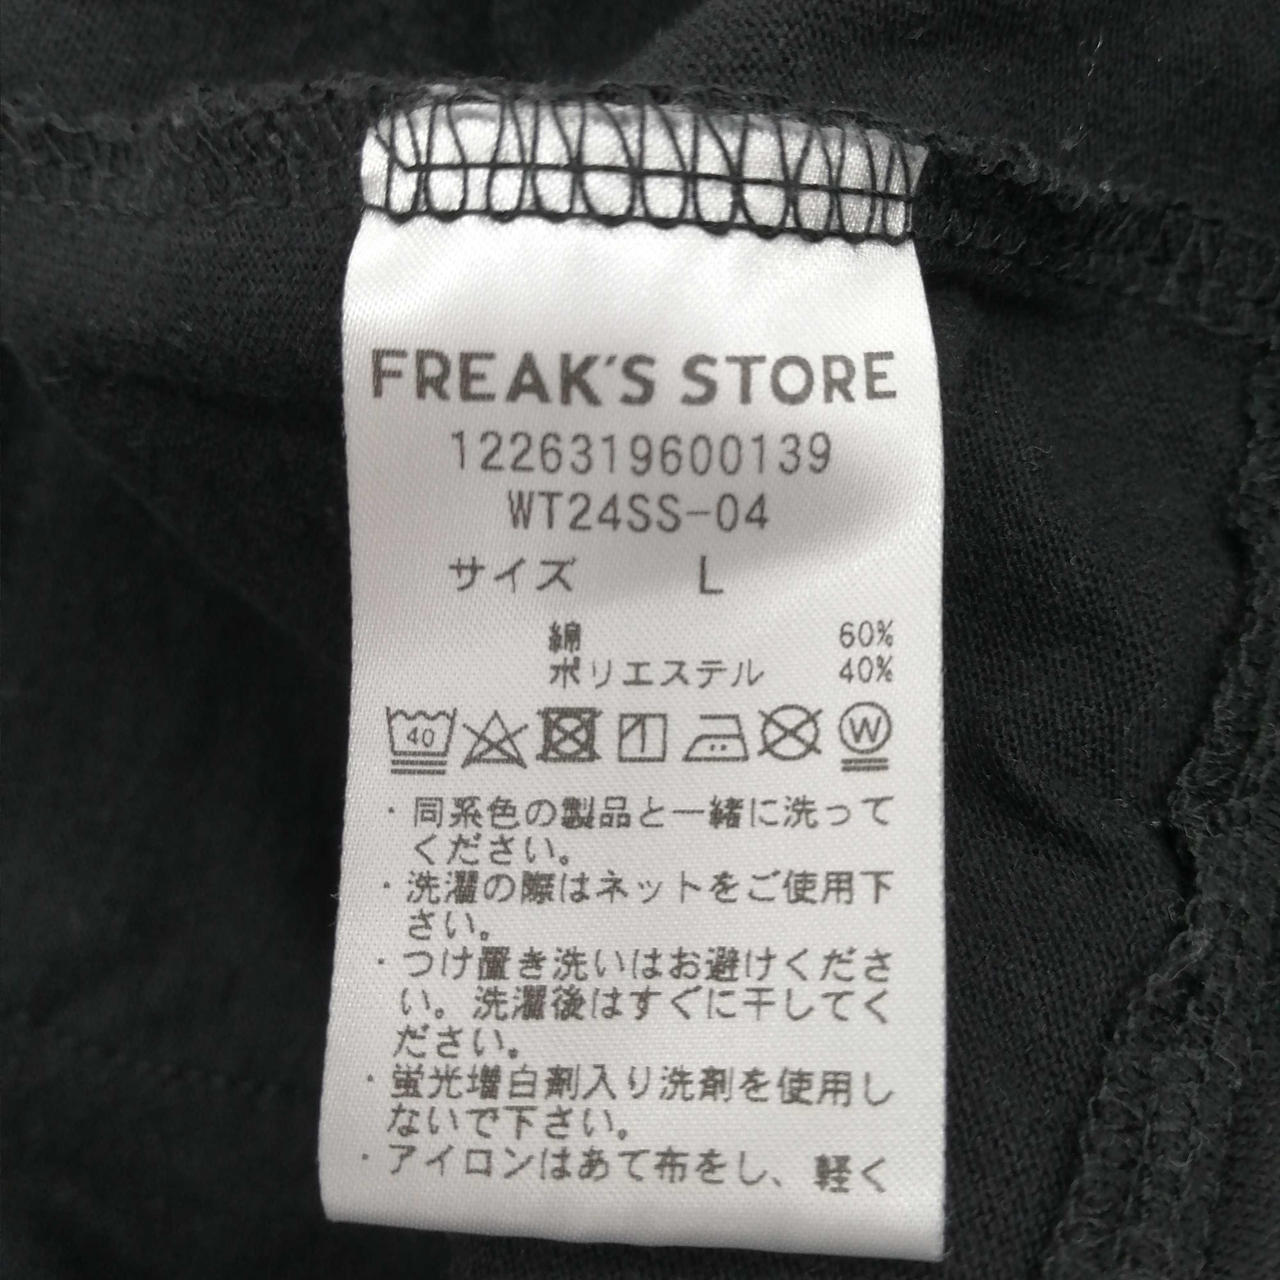 FREAK'S STORE
1226319600139
WT24SS-04
サイズ L
綿 60%
ポリエステル 40%
40 W
・同系色の製品と一緒に洗って
ください。
・洗濯の際はネットをご使用下
さい。
・つけ置き洗いはお避けくださ
い。洗濯後はすぐに干してく
ださい。
・蛍光増白剤入り洗剤を使用し
ないで下さい。
・アイロンはあて布をし、軽く